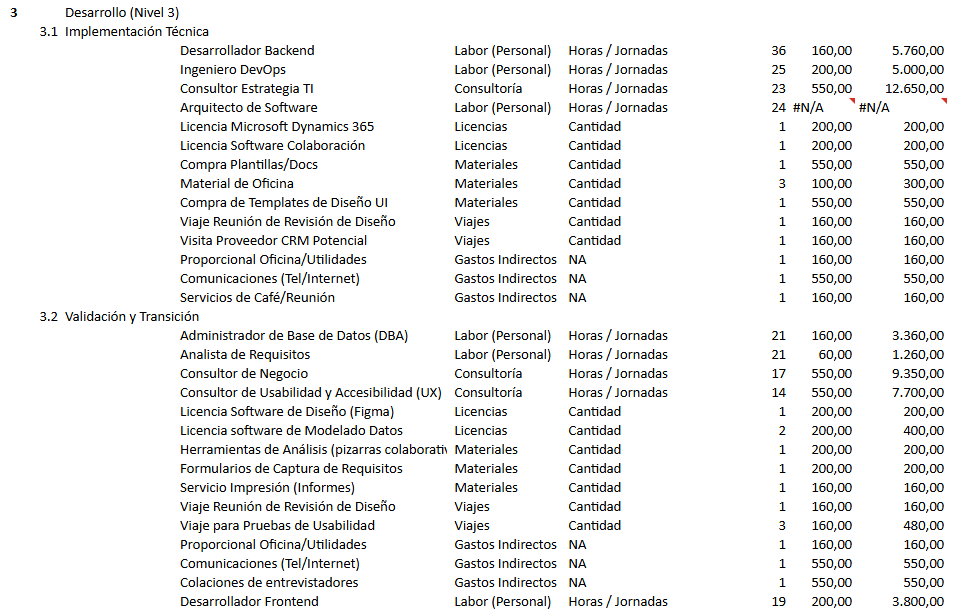 3 Desarrollo (Nivel 3)
3.1 Implementación Técnica
Desarrollador Backend Labor (Personal) Horas / Jornadas 36 160,00 5.760,00
Ingeniero DevOps Labor (Personal) Horas / Jornadas 25 200,00 5.000,00
Consultor Estrategia TI Consultoría Horas / Jornadas 23 550,00 12.650,00
Arquitecto de Software Labor (Personal) Horas / Jornadas 24 #N/A #N/A
Licencia Microsoft Dynamics 365 Licencias Cantidad 1 200,00 200,00
Licencia Software Colaboración Licencias Cantidad 1 200,00 200,00
Compra Plantillas/Docs Materiales Cantidad 1 550,00 550,00
Material de Oficina Materiales Cantidad 3 100,00 300,00
Compra de Templates de Diseño UI Materiales Cantidad 1 550,00 550,00
Viaje Reunión de Revisión de Diseño Viajes Cantidad 1 160,00 160,00
Visita Proveedor CRM Potencial Viajes Cantidad 1 160,00 160,00
Proporcional Oficina/Utilidades Gastos Indirectos NA 1 160,00 160,00
Comunicaciones (Tel/Internet) Gastos Indirectos NA 1 550,00 550,00
Servicios de Café/Reunión Gastos Indirectos NA 1 160,00 160,00
3.2 Validación y Transición
Administrador de Base de Datos (DBA) Labor (Personal) Horas / Jornadas 21 160,00 3.360,00
Analista de Requisitos Labor (Personal) Horas / Jornadas 21 60,00 1.260,00
Consultor de Negocio Consultoría Horas / Jornadas 17 550,00 9.350,00
Consultor de Usabilidad y Accesibilidad (UX) Consultoría Horas / Jornadas 14 550,00 7.700,00
Licencia Software de Diseño (Figma) Licencias Cantidad 1 200,00 200,00
Licencia software de Modelado Datos Licencias Cantidad 2 200,00 400,00
Herramientas de Análisis (pizarras colaborativ Materiales Cantidad 1 200,00 200,00
Formularios de Captura de Requisitos Materiales Cantidad 1 200,00 200,00
Servicio Impresión (Informes) Materiales Cantidad 1 160,00 160,00
Viaje Reunión de Revisión de Diseño Viajes Cantidad 1 160,00 160,00
Viaje para Pruebas de Usabilidad Viajes Cantidad 3 160,00 480,00
Proporcional Oficina/Utilidades Gastos Indirectos NA 1 160,00 160,00
Comunicaciones (Tel/Internet) Gastos Indirectos NA 1 550,00 550,00
Colaciones de entrevistadores Gastos Indirectos NA 1 550,00 550,00
Desarrollador Frontend Labor (Personal) Horas / Jornadas 19 200,00 3.800,00